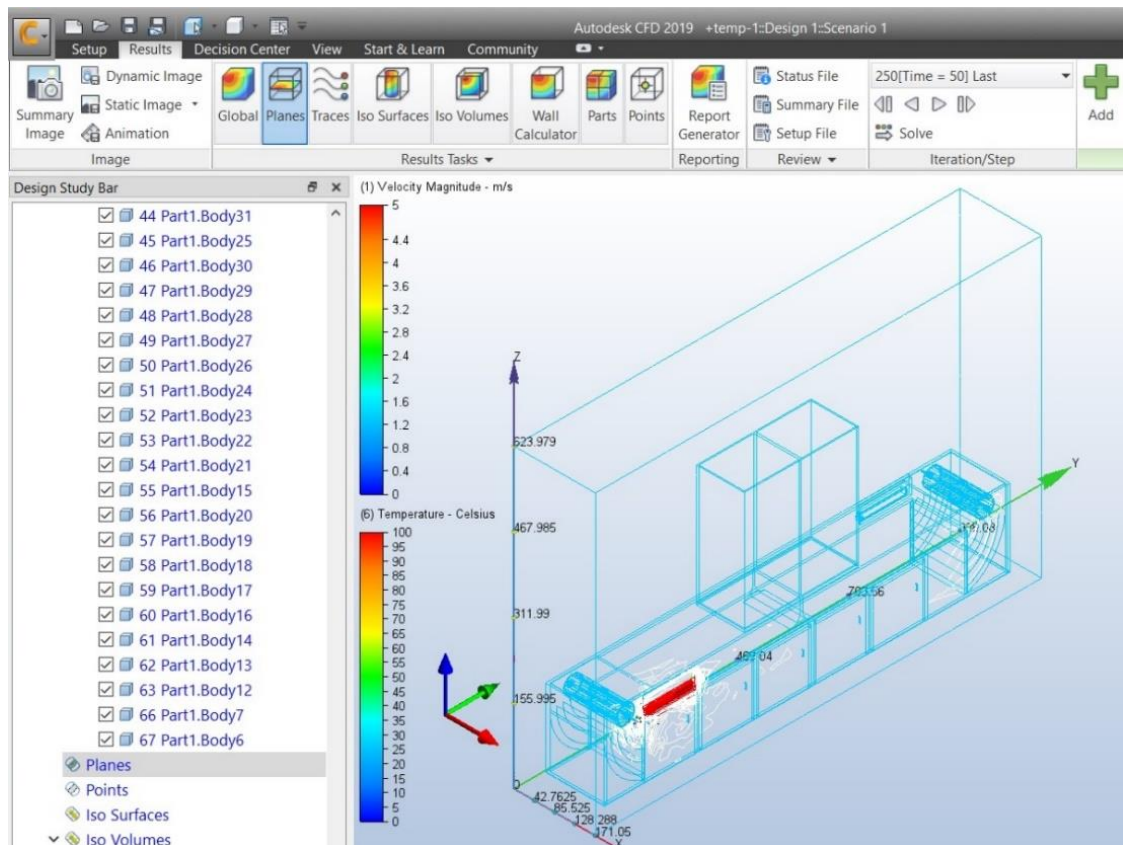 Autodesk CFD 2019 +temp-1::Design 1::Scenario 1
Setup Results Decision Center View Start & Learn Community
Summary Image
Dynamic Image
Static Image
Animation
Global Planes Traces Iso Surfaces Iso Volumes Wall Calculator Parts Points
Report Generator
Status File
Summary File
Setup File
250[Time = 50] Last
Solve
Add
Image Results Tasks Reporting Review Iteration/Step
Design Study Bar
44 Part1.Body31
45 Part1.Body25
46 Part1.Body30
47 Part1.Body29
48 Part1.Body28
49 Part1.Body27
50 Part1.Body26
51 Part1.Body24
52 Part1.Body23
53 Part1.Body22
54 Part1.Body21
55 Part1.Body15
56 Part1.Body20
57 Part1.Body19
58 Part1.Body18
59 Part1.Body17
60 Part1.Body16
61 Part1.Body14
62 Part1.Body13
63 Part1.Body12
66 Part1.Body7
67 Part1.Body6
Planes
Points
Iso Surfaces
Iso Volumes
(1) Velocity Magnitude - m/s
5
4.4
4
3.6
3.2
2.8
2.4
2
1.6
1.2
0.8
0.4
0
(6) Temperature - Celsius
100
95
90
85
80
75
70
65
60
55
50
45
40
35
30
25
20
15
10
5
0
Z
623.979
467.985
311.99
155.995
0
Y
703.56
42.7625
85.525
128.288
171.05
X